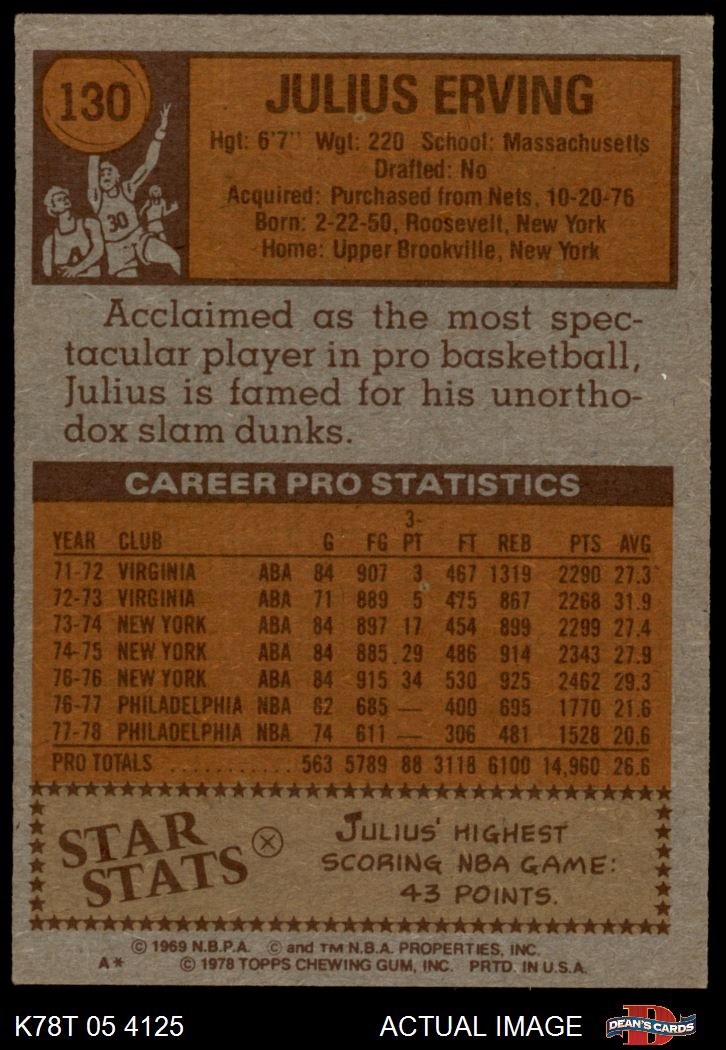 130
JULIUS ERVING
Hgt: 6'7" Wgt: 220 School: Massachusetts
Drafted: No
Acquired: Purchased from Nets, 10-20-76
Born: 2-22-50, Roosevelt, New York
Home: Upper Brookville, New York
30
Acclaimed as the most spec-
tacular player in pro basketball,
Julius is famed for his unortho-
dox slam dunks.
CAREER PRO STATISTICS
YEAR CLUB G FG 3-PT FT REB PTS AVG
71-72 VIRGINIA ABA 84 907 3 467 1319 2290 27.3
72-73 VIRGINIA ABA 71 889 5 475 867 2268 31.9
73-74 NEW YORK ABA 84 897 17 454 899 2299 27.4
74-75 NEW YORK ABA 84 885 29 486 914 2343 27.9
76-76 NEW YORK ABA 84 915 34 530 925 2462 29.3
76-77 PHILADELPHIA NBA 82 685 — 400 695 1770 21.6
77-78 PHILADELPHIA NBA 74 611 — 306 481 1528 20.6
PRO TOTALS .......... 563 5789 88 3118 6100 14,960 26.6
STAR STATS
JULIUS' HIGHEST
SCORING NBA GAME:
43 POINTS.
© 1969 N.B.P.A. © and TM N.B.A. PROPERTIES, INC.
A* © 1978 TOPPS CHEWING GUM, INC. PRTD. IN U.S.A.
K78T 05 4125 ACTUAL IMAGE DEAN'S CARDS